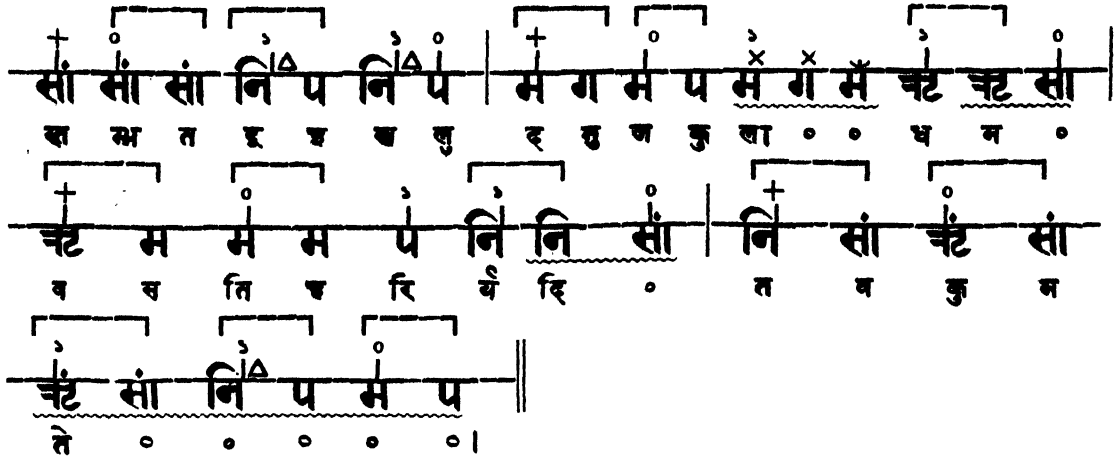 सां सां सां नि △ प नि △ प | म ग म प म ग म ऋ ऋ सा |
स्त म्भ त इ ह ख लु द नु ज कु ला ० ० ध म ०
ऋ म म म प नि नि सां | नि सां ऋं सां
व स ति ह रि र्य दि ० त व कु म
ऋं सां नि △ प म प ||
ते ० ० ० ० ० ।